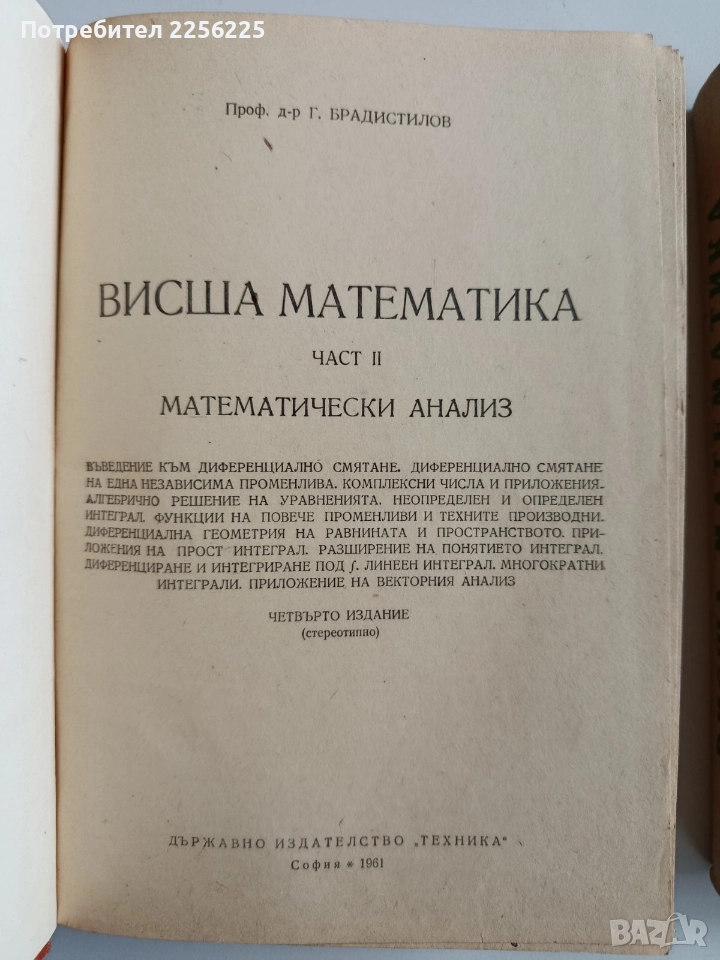 Потребител 2256225
Проф. д-р Г. БРАДИСТИЛОВ
ВИСША МАТЕМАТИКА
ЧАСТ II
МАТЕМАТИЧЕСКИ АНАЛИЗ
ВЪВЕДЕНИЕ КЪМ ДИФЕРЕНЦИАЛНО СМЯТАНЕ. ДИФЕРЕНЦИАЛНО СМЯТАНЕ
НА ЕДНА НЕЗАВИСИМА ПРОМЕНЛИВА. КОМПЛЕКСНИ ЧИСЛА И ПРИЛОЖЕНИЯ.
АЛГЕБРИЧНО РЕШЕНИЕ НА УРАВНЕНИЯТА. НЕОПРЕДЕЛЕН И ОПРЕДЕЛЕН
ИНТЕГРАЛ. ФУНКЦИИ НА ПОВЕЧЕ ПРОМЕНЛИВИ И ТЕХНИТЕ ПРОИЗВОДНИ.
ДИФЕРЕНЦИАЛНА ГЕОМЕТРИЯ НА РАВНИНАТА И ПРОСТРАНСТВОТО. ПРИ-
ЛОЖЕНИЯ НА ПРОСТ ИНТЕГРАЛ. РАЗШИРЕНИЕ НА ПОНЯТИЕТО ИНТЕГРАЛ.
ДИФЕРЕНЦИРАНЕ И ИНТЕГРИРАНЕ ПОД ∫. ЛИНЕЕН ИНТЕГРАЛ. МНОГОКРАТНИ
ИНТЕГРАЛИ. ПРИЛОЖЕНИЕ НА ВЕКТОРНИЯ АНАЛИЗ
ЧЕТВЪРТО ИЗДАНИЕ
(стереотипно)
ДЪРЖАВНО ИЗДАТЕЛСТВО „ТЕХНИКА“
София * 1961
BAZAR